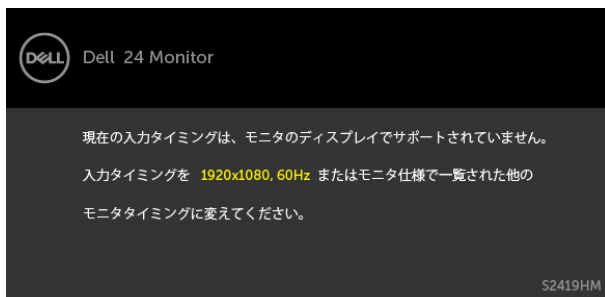 DELL
Dell 24 Monitor
現在の入力タイミングは、モニタのディスプレイでサポートされていません。
入力タイミングを 1920x1080, 60Hz またはモニタ仕様で一覧された他の
モニタタイミングに変えてください。
S2419HM